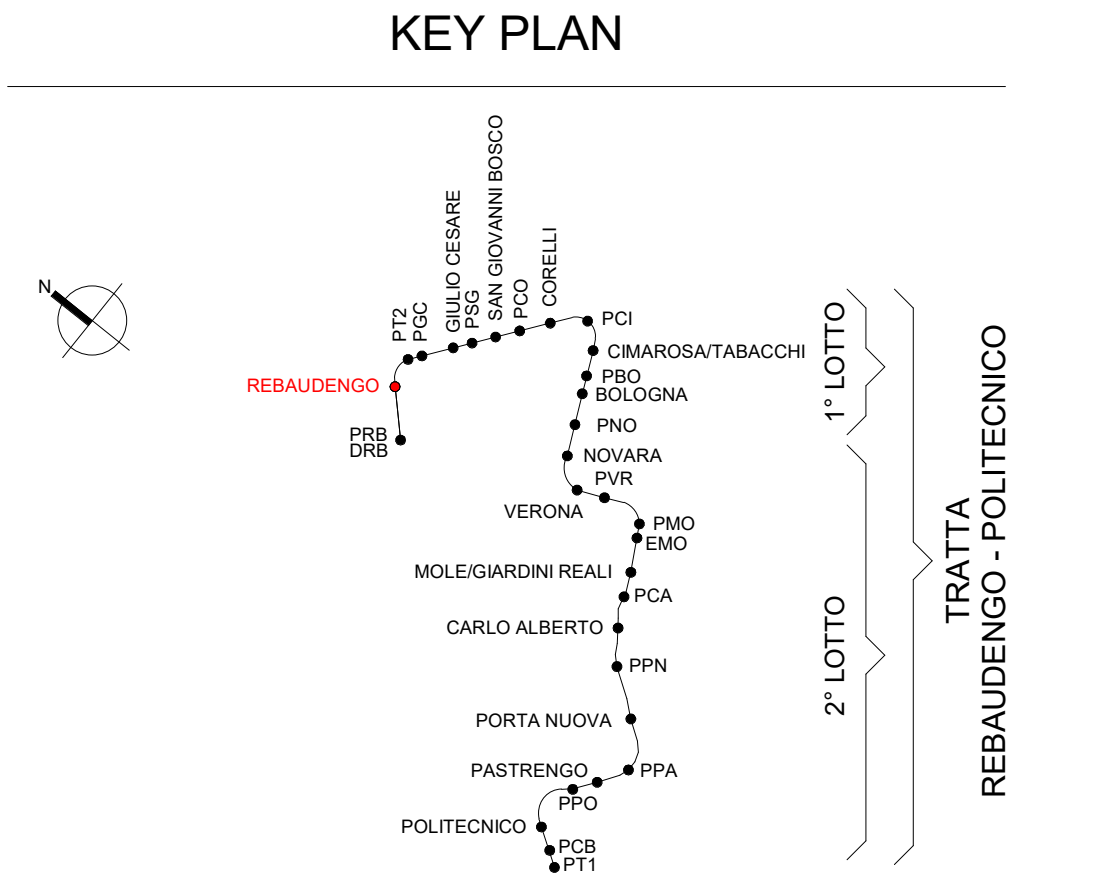 KEY PLAN
N
REBAUDENGO
PRB
DRB
PT2
PGC
GIULIO CESARE
PSG
SAN GIOVANNI BOSCO
PCO
CORELLI
PCI
CIMAROSA/TABACCHI
PBO
BOLOGNA
PNO
NOVARA
PVR
VERONA
PMO
EMO
MOLE/GIARDINI REALI
PCA
CARLO ALBERTO
PPN
PORTA NUOVA
PASTRENGO
PPA
PPO
POLITECNICO
PCB
PT1
1° LOTTO
2° LOTTO
TRATTA
REBAUDENGO - POLITECNICO